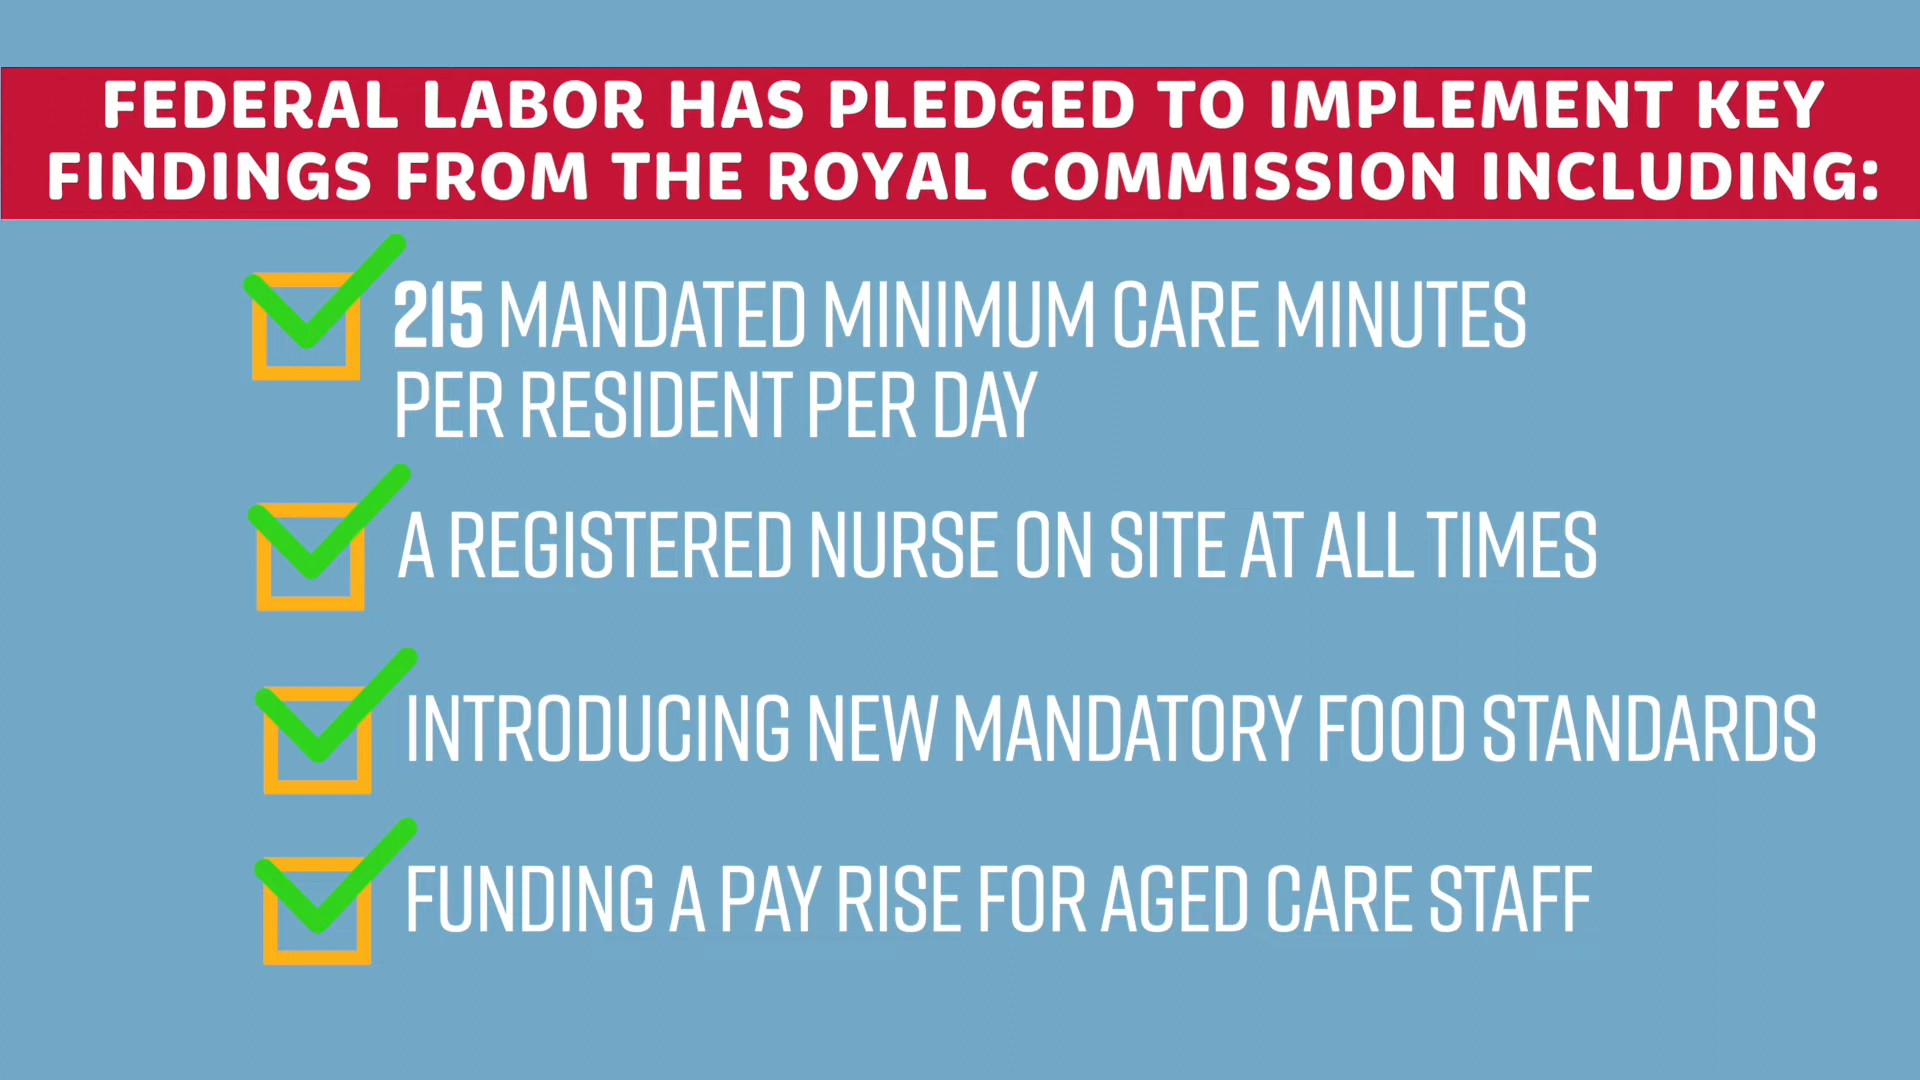 FEDERAL LABOR HAS PLEDGED TO IMPLEMENT KEY
FINDINGS FROM THE ROYAL COMMISSION INCLUDING:
215 MANDATED MINIMUM CARE MINUTES
PER RESIDENT PER DAY
A REGISTERED NURSE ON SITE AT ALL TIMES
INTRODUCING NEW MANDATORY FOOD STANDARDS
FUNDING A PAY RISE FOR AGED CARE STAFF